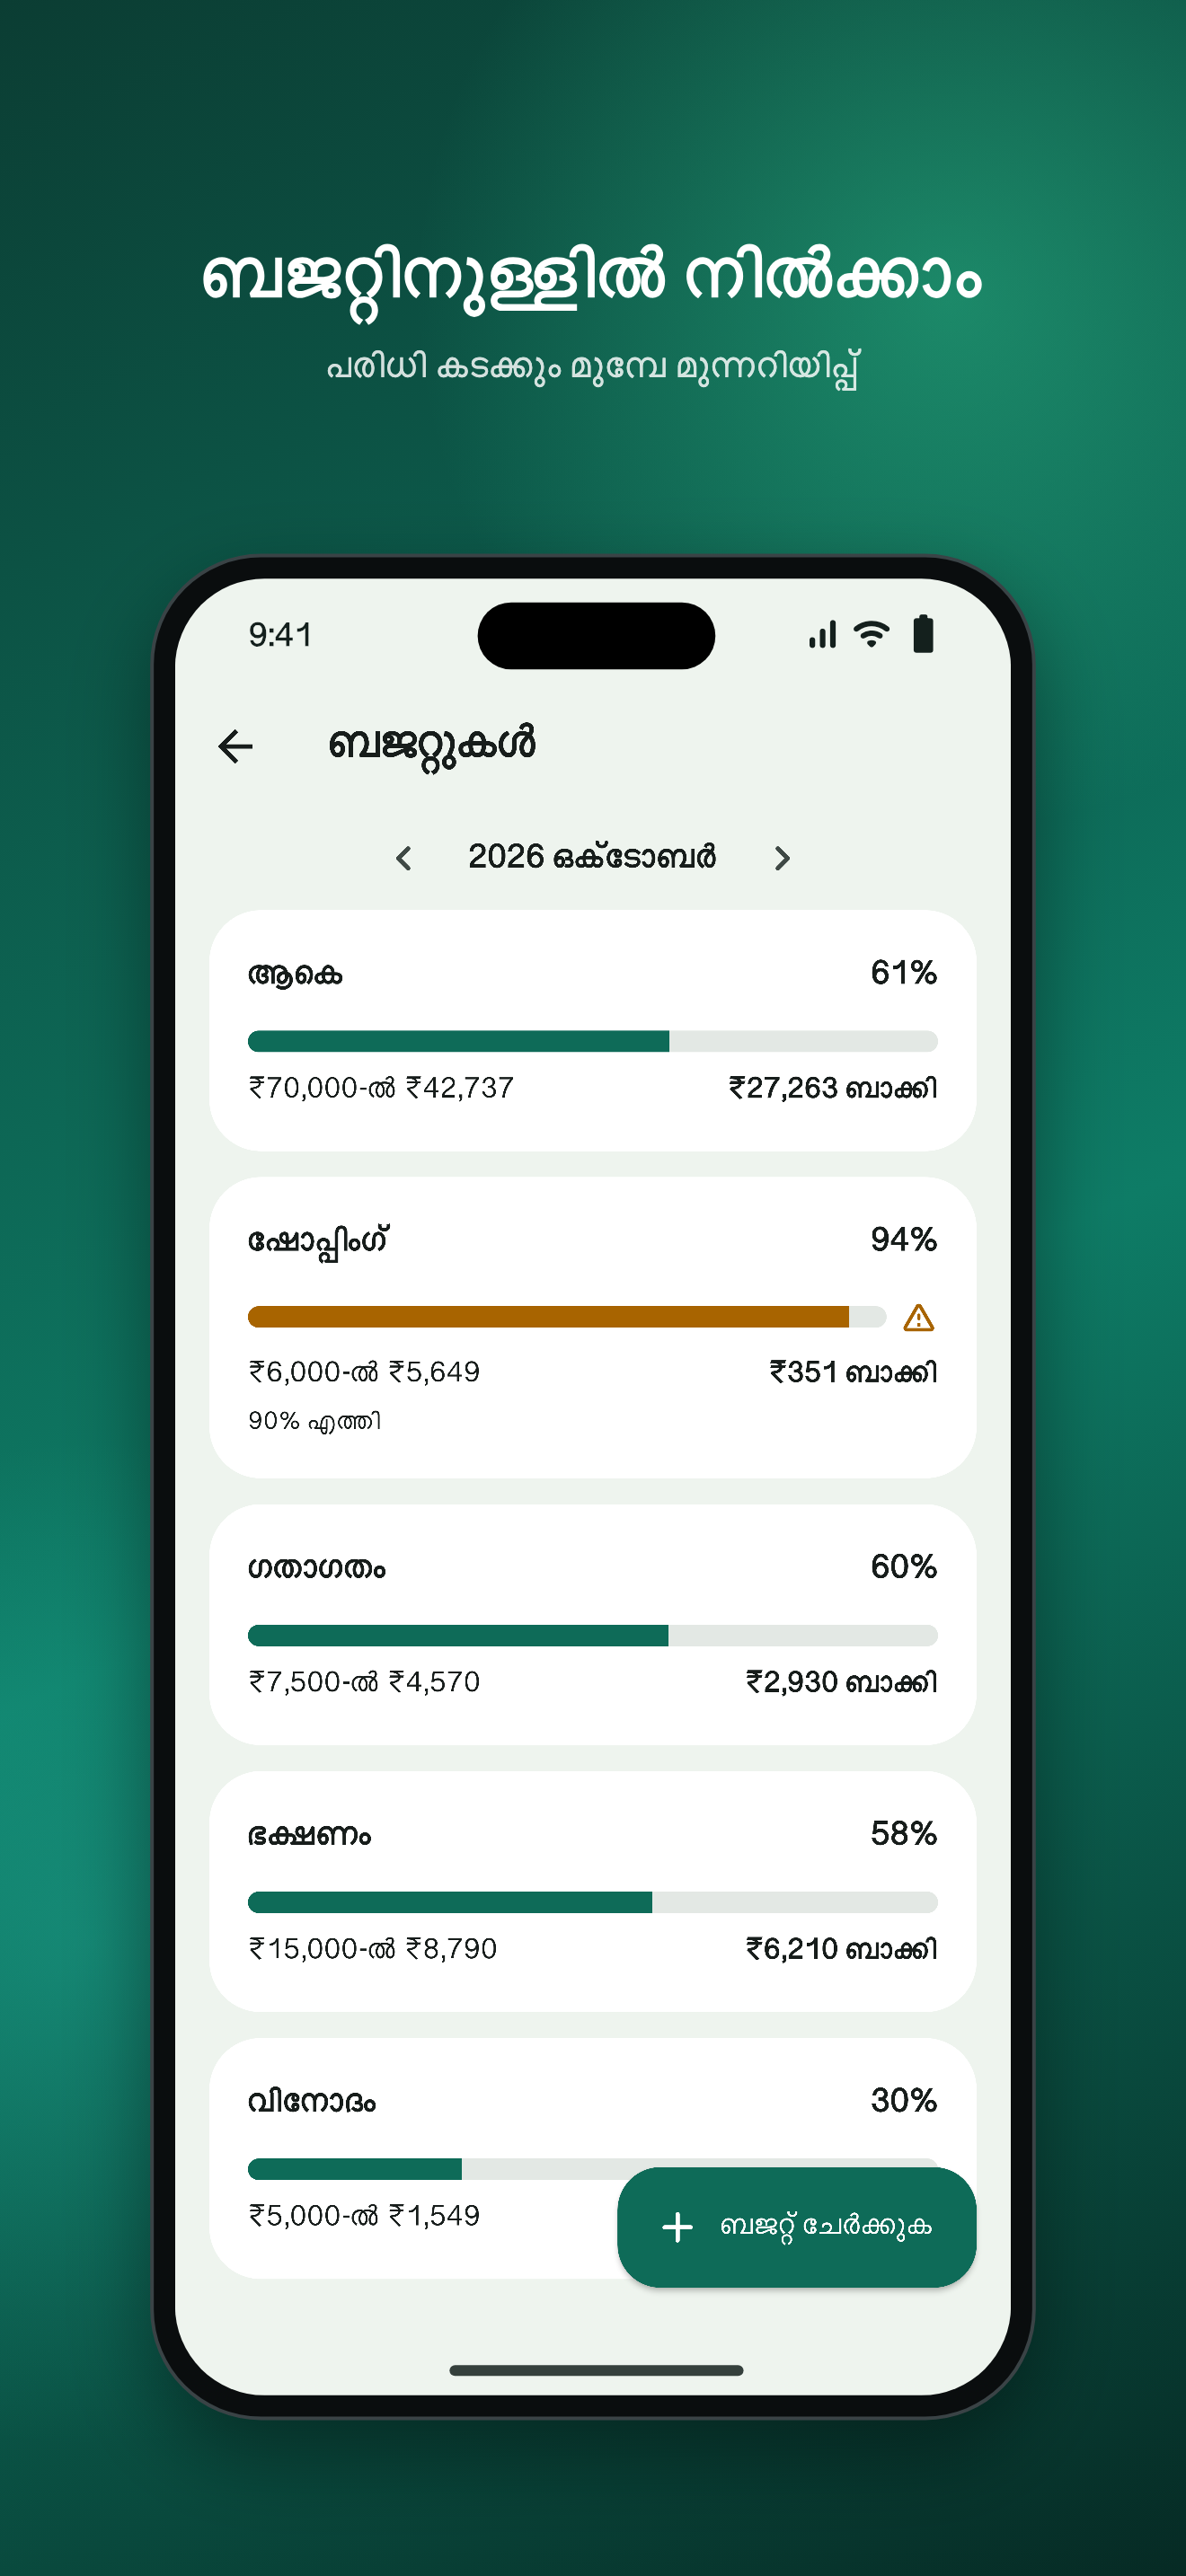 ബജറ്റിനുള്ളിൽ നിൽക്കാം
പരിധി കടക്കും മുമ്പേ മുന്നറിയിപ്പ്
9:41
ബജറ്റുകൾ
2026 ഒക്ടോബർ
ആകെ 61%
₹70,000-ൽ ₹42,737 ₹27,263 ബാക്കി
ഷോപ്പിംഗ് 94%
₹6,000-ൽ ₹5,649 ₹351 ബാക്കി
90% എത്തി
ഗതാഗതം 60%
₹7,500-ൽ ₹4,570 ₹2,930 ബാക്കി
ഭക്ഷണം 58%
₹15,000-ൽ ₹8,790 ₹6,210 ബാക്കി
വിനോദം 30%
₹5,000-ൽ ₹1,549
ബജറ്റ് ചേർക്കുക